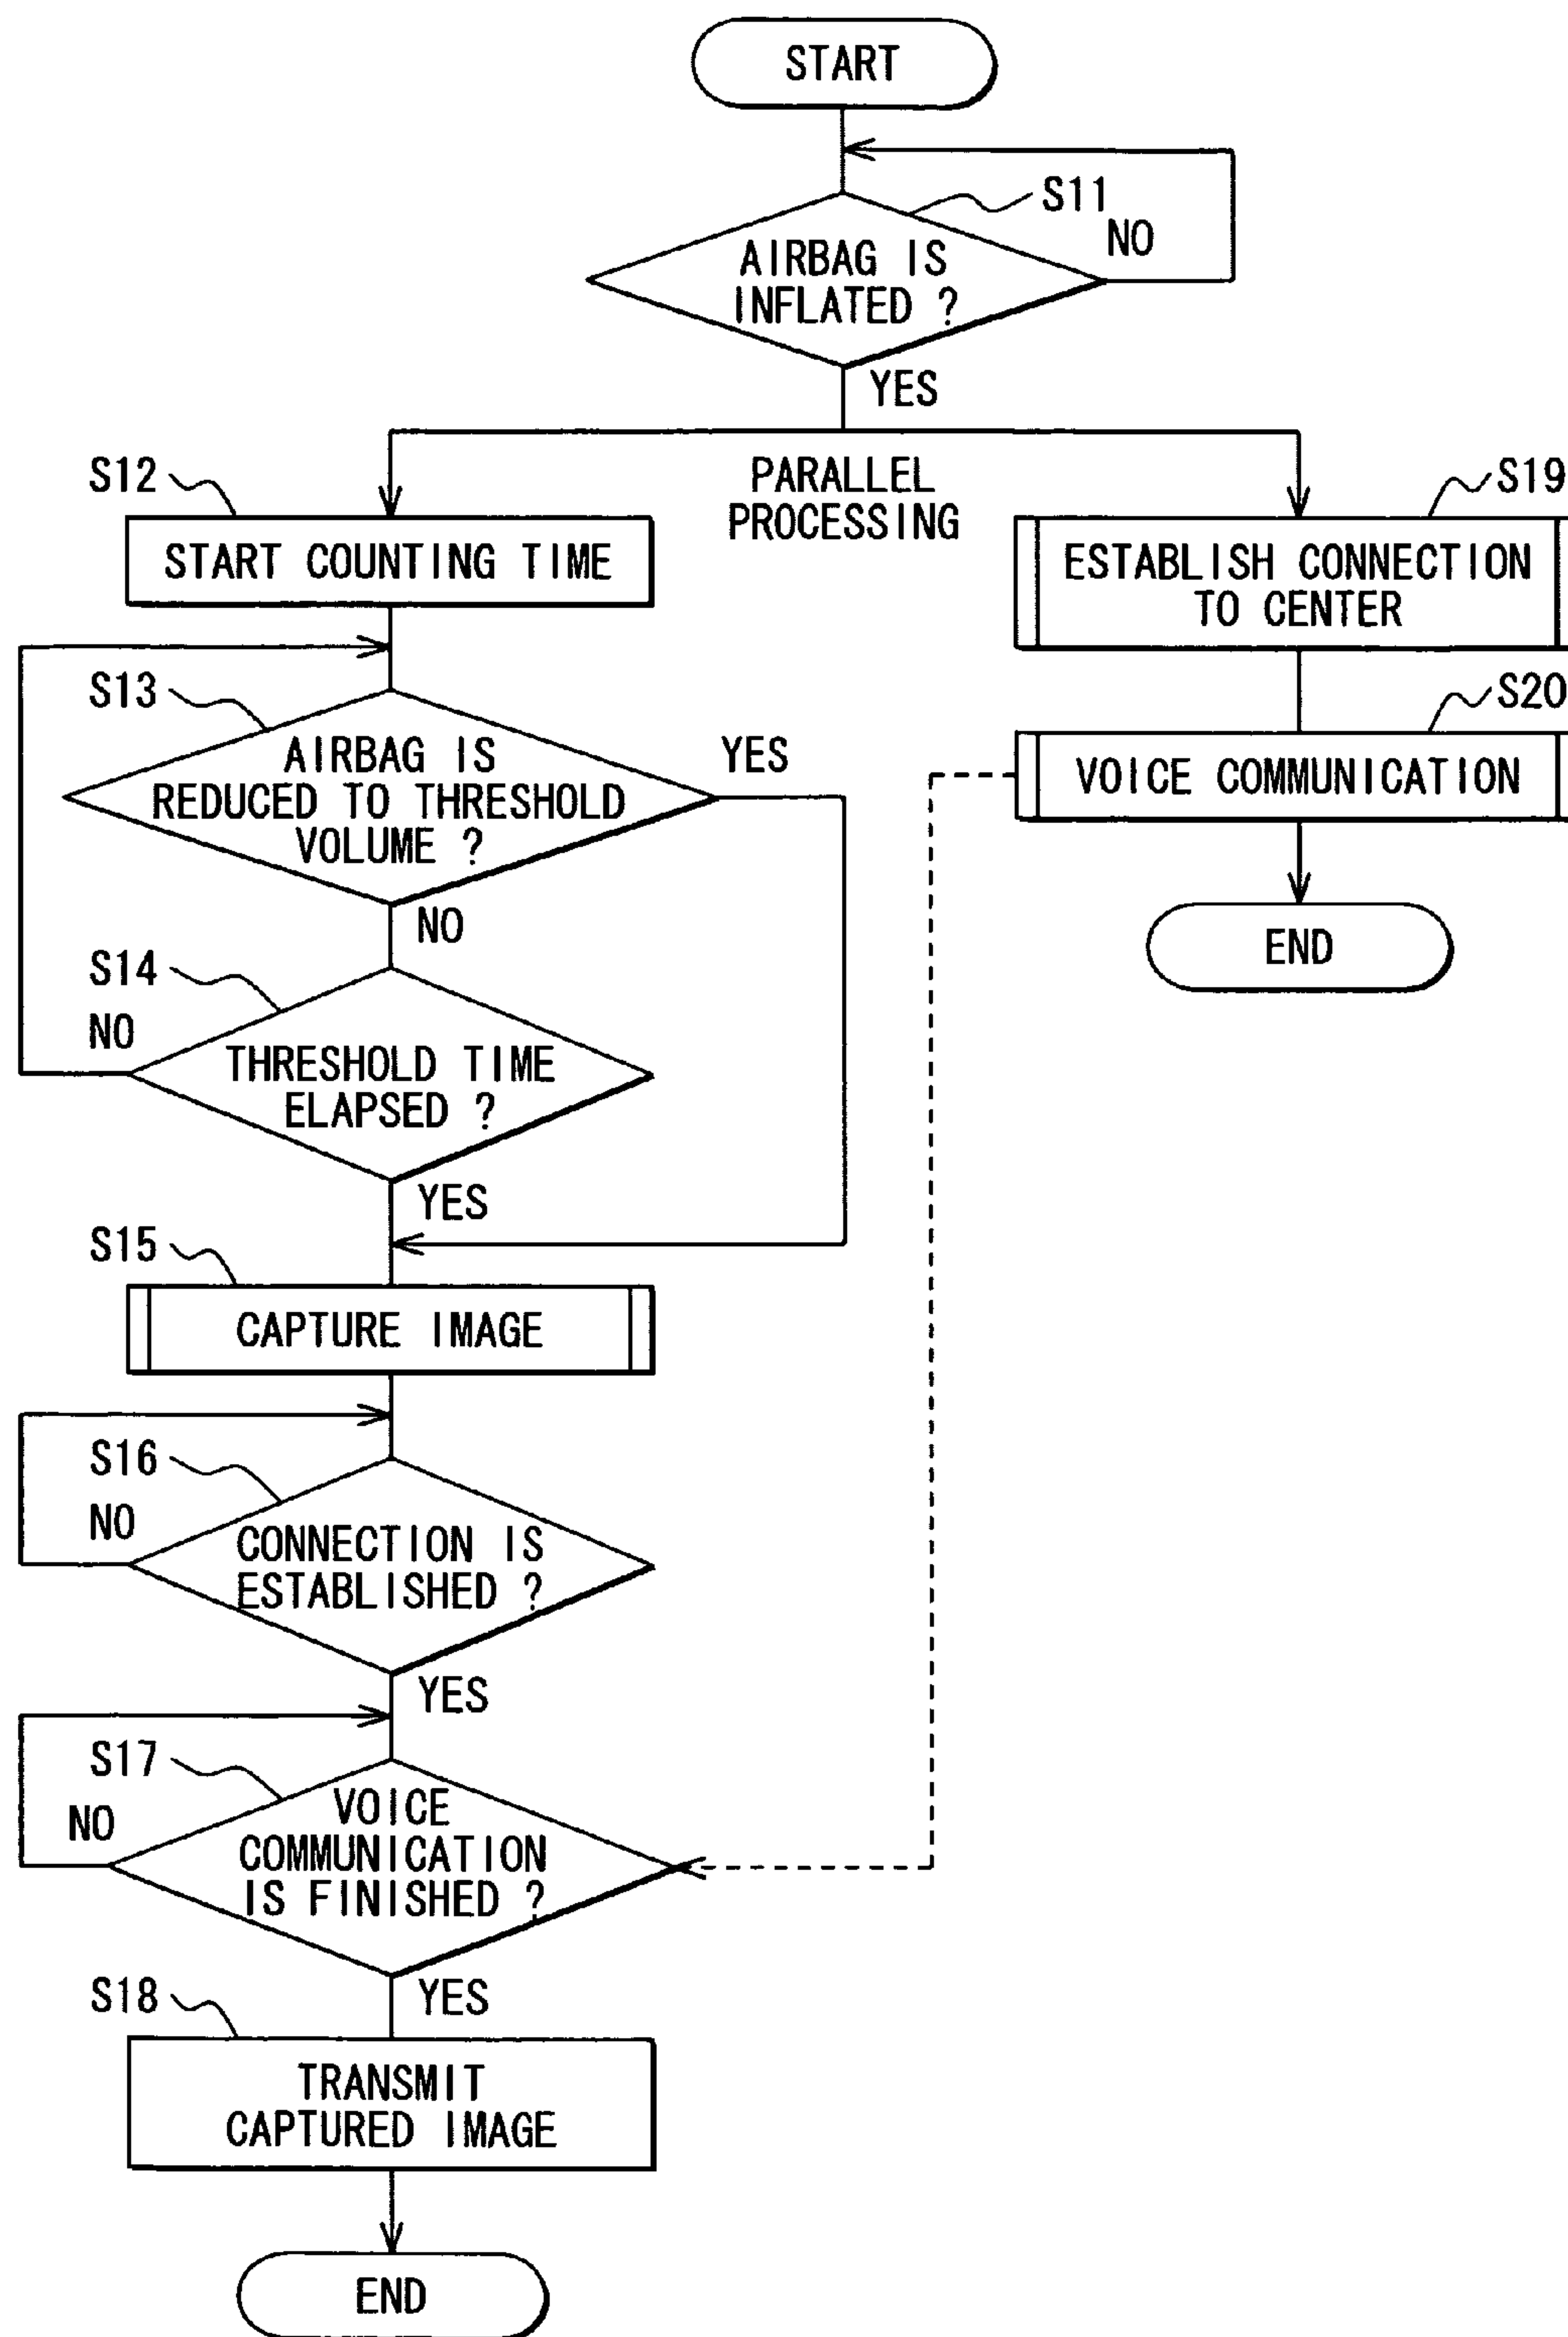 START
S11
NO
AIRBAG IS
INFLATED ?
YES
PARALLEL
PROCESSING
S12
START COUNTING TIME
S19
ESTABLISH CONNECTION
TO CENTER
S13
AIRBAG IS
REDUCED TO THRESHOLD
VOLUME ?
YES
NO
S20
VOICE COMMUNICATION
END
S14
NO
THRESHOLD TIME
ELAPSED ?
YES
S15
CAPTURE IMAGE
S16
NO
CONNECTION IS
ESTABLISHED ?
YES
S17
NO
VOICE
COMMUNICATION
IS FINISHED ?
YES
S18
TRANSMIT
CAPTURED IMAGE
END